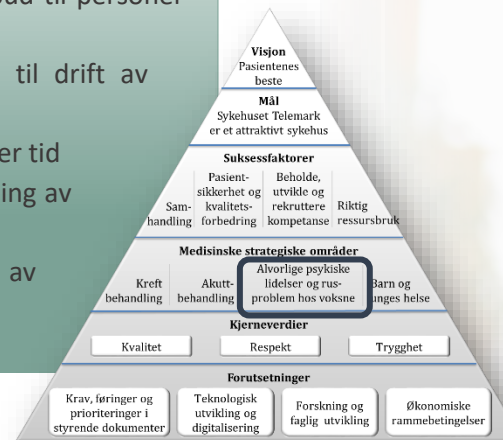 til personer
til drift av
er tid
ing av
av
Visjon
Pasientenes
beste
Mål
Sykehuset Telemark
er et attraktivt sykehus
Suksessfaktorer
Sam-
handling
Pasient-
sikkerhet og
kvalitets-
forbedring
Beholde,
utvikle og
rekruttere
kompetanse
Riktig
ressursbruk
Medisinske strategiske områder
Kreft
behandling
Akutt-
behandling
Alvorlige psykiske
lidelser og rus-
problem hos voksne
Barn og
unges helse
Kjerneverdier
Kvalitet
Respekt
Trygghet
Forutsetninger
Krav, føringer og
prioriteringer i
styrende dokumenter
Teknologisk
utvikling og
digitalisering
Forskning og
faglig utvikling
Økonomiske
rammebetingelser